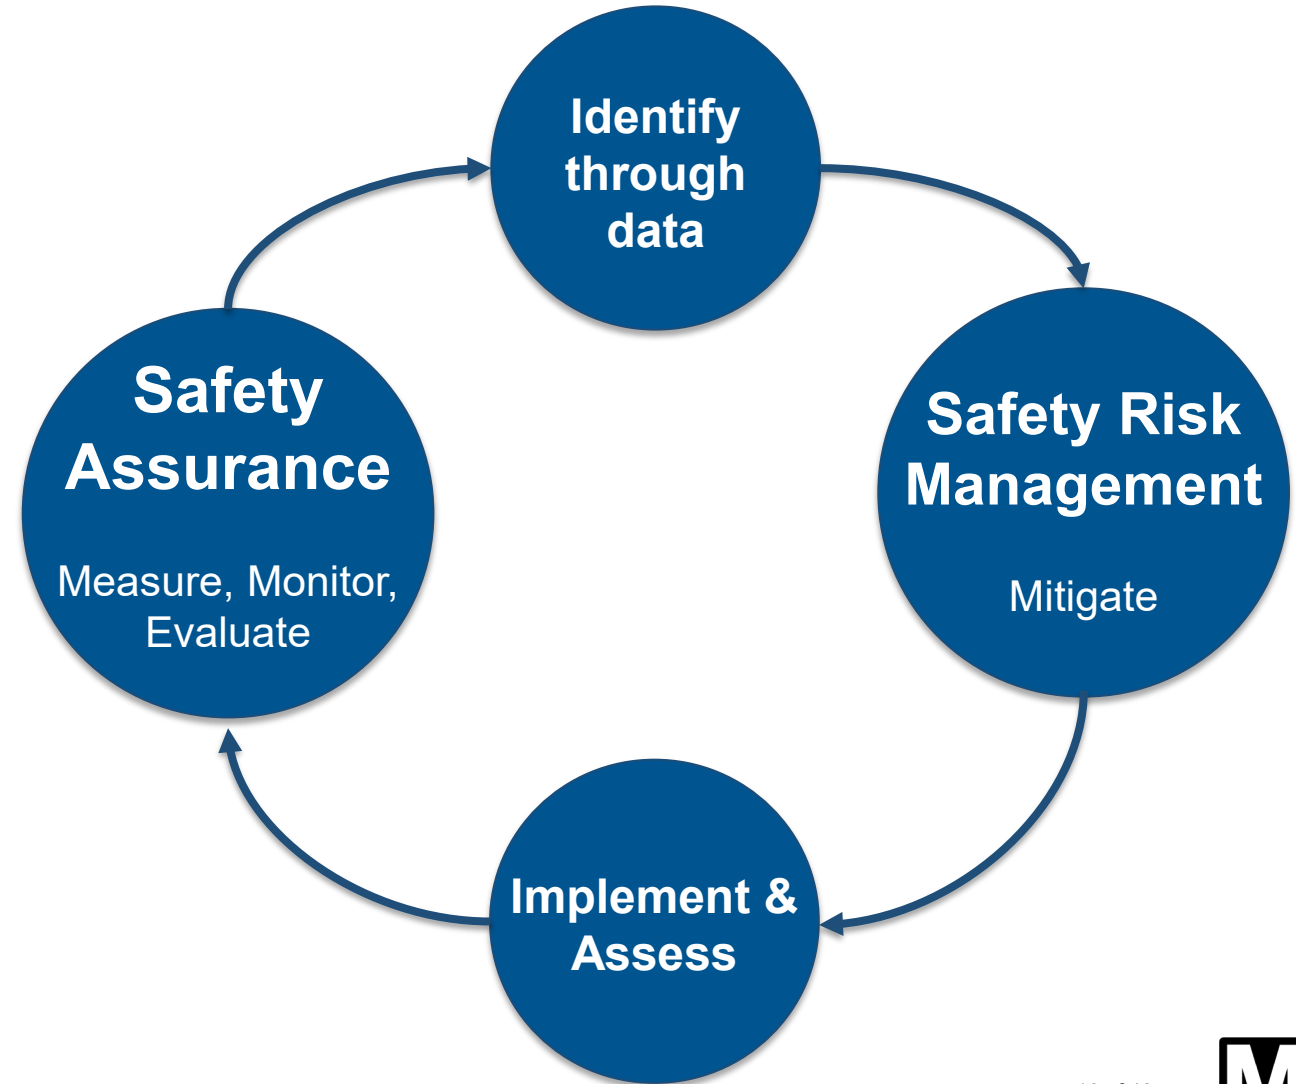 Identify
through
data
Safety
Assurance
Measure, Monitor,
Evaluate
Safety Risk
Management
Mitigate
Implement &
Assess
M